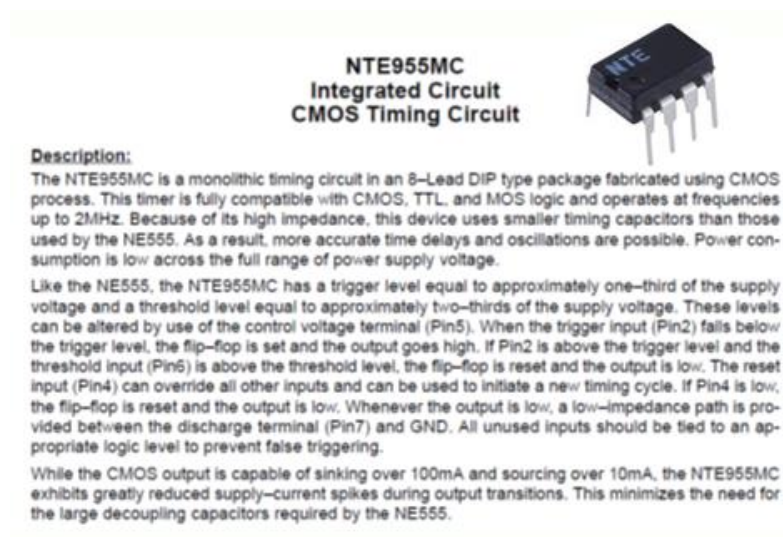 NTE
NTE955MC
Integrated Circuit
CMOS Timing Circuit
Description:
The NTE955MC is a monolithic timing circuit in an 8–Lead DIP type package fabricated using CMOS
process. This timer is fully compatible with CMOS, TTL, and MOS logic and operates at frequencies
up to 2MHz. Because of its high impedance, this device uses smaller timing capacitors than those
used by the NE555. As a result, more accurate time delays and oscillations are possible. Power con-
sumption is low across the full range of power supply voltage.
Like the NE555, the NTE955MC has a trigger level equal to approximately one–third of the supply
voltage and a threshold level equal to approximately two–thirds of the supply voltage. These levels
can be altered by use of the control voltage terminal (Pin5). When the trigger input (Pin2) falls below
the trigger level, the flip–flop is set and the output goes high. If Pin2 is above the trigger level and the
threshold input (Pin6) is above the threshold level, the flip–flop is reset and the output is low. The reset
input (Pin4) can override all other inputs and can be used to initiate a new timing cycle. If Pin4 is low,
the flip–flop is reset and the output is low. Whenever the output is low, a low–impedance path is pro-
vided between the discharge terminal (Pin7) and GND. All unused inputs should be tied to an ap-
propriate logic level to prevent false triggering.
While the CMOS output is capable of sinking over 100mA and sourcing over 10mA, the NTE955MC
exhibits greatly reduced supply–current spikes during output transitions. This minimizes the need for
the large decoupling capacitors required by the NE555.